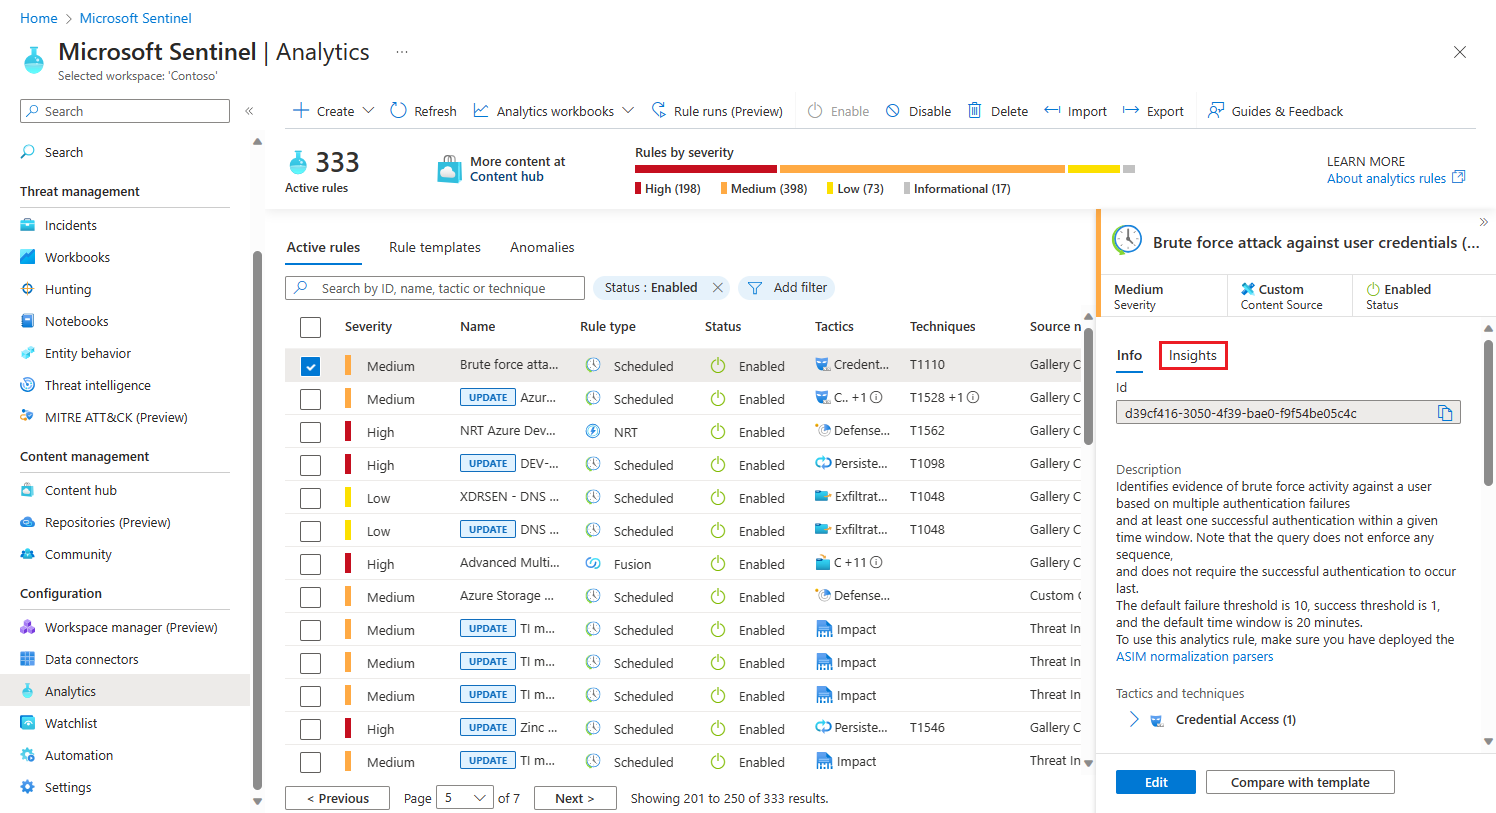 Home > Microsoft Sentinel
Microsoft Sentinel | Analytics ...
Selected workspace: 'Contoso'
Search
Search
Threat management
Incidents
Workbooks
Hunting
Notebooks
Entity behavior
Threat intelligence
MITRE ATT&CK (Preview)
Content management
Content hub
Repositories (Preview)
Community
Configuration
Workspace manager (Preview)
Data connectors
Analytics
Watchlist
Automation
Settings
Create Refresh Analytics workbooks Rule runs (Preview) Enable Disable Delete Import Export Guides & Feedback
333
Active rules
More content at
Content hub
Rules by severity
High (198) Medium (398) Low (73) Informational (17)
LEARN MORE
About analytics rules
Active rules Rule templates Anomalies
Search by ID, name, tactic or technique Status : Enabled Add filter
Severity Name Rule type Status Tactics Techniques Source n
Medium Brute force atta... Scheduled Enabled Credent... T1110 Gallery C
Medium UPDATE Azur... Scheduled Enabled C.. +1 T1528 +1 Gallery C
High NRT Azure Dev... NRT Enabled Defense... T1562 Gallery C
High UPDATE DEV-... Scheduled Enabled Persiste... T1098 Gallery C
Low XDRSEN - DNS ... Scheduled Enabled Exfiltrat... T1048 Gallery C
Low UPDATE DNS ... Scheduled Enabled Exfiltrat... T1048 Gallery C
High Advanced Multi... Fusion Enabled C +11 Gallery C
Medium Azure Storage ... Scheduled Enabled Defense... Custom C
Medium UPDATE TI m... Scheduled Enabled Impact Threat In
Medium UPDATE TI m... Scheduled Enabled Impact Threat In
Medium UPDATE TI m... Scheduled Enabled Impact Threat In
High UPDATE Zinc ... Scheduled Enabled Persiste... T1546 Gallery C
Medium UPDATE TI m... Scheduled Enabled Impact Threat In
< Previous Page 5 of 7 Next > Showing 201 to 250 of 333 results.
Brute force attack against user credentials (...
Medium
Severity
Custom
Content Source
Enabled
Status
Info Insights
Id
d39cf416-3050-4f39-bae0-f9f54be05c4c
Description
Identifies evidence of brute force activity against a user
based on multiple authentication failures
and at least one successful authentication within a given
time window. Note that the query does not enforce any
sequence,
and does not require the successful authentication to occur
last.
The default failure threshold is 10, success threshold is 1,
and the default time window is 20 minutes.
To use this analytics rule, make sure you have deployed the
ASIM normalization parsers
Tactics and techniques
Credential Access (1)
Edit Compare with template